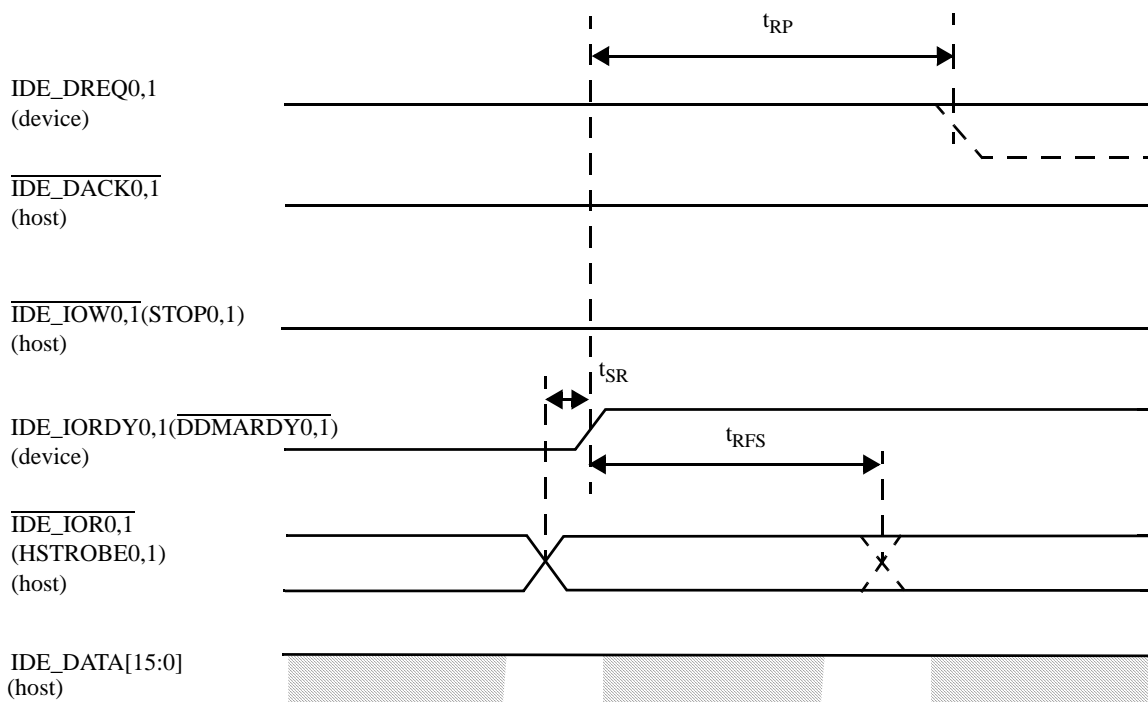 tRP
IDE_DREQ0,1
(device)
IDE_DACK0,1
(host)
IDE_IOW0,1(STOP0,1)
(host)
tSR
IDE_IORDY0,1(DDMARDY0,1)
(device)
tRFS
IDE_IOR0,1
(HSTROBE0,1)
(host)
IDE_DATA[15:0]
(host)